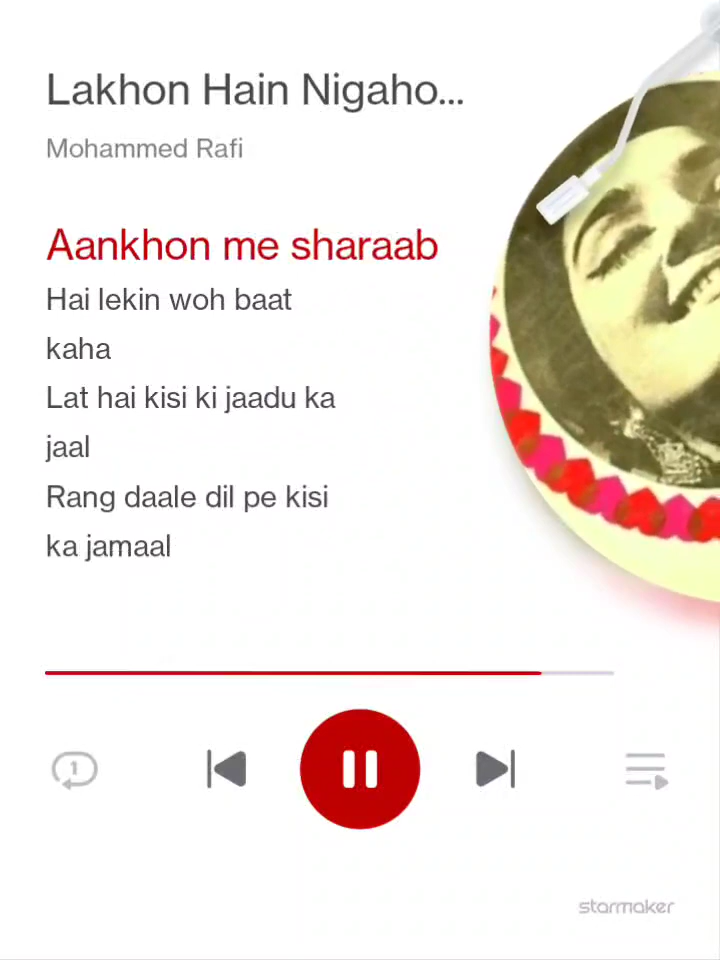 Lakhon Hain Nigaho...
Mohammed Rafi
Aankhon me sharaab
Hai lekin woh baat
kaha
Lat hai kisi ki jaadu ka
jaal
Rang daale dil pe kisi
ka jamaal
1
starmaker